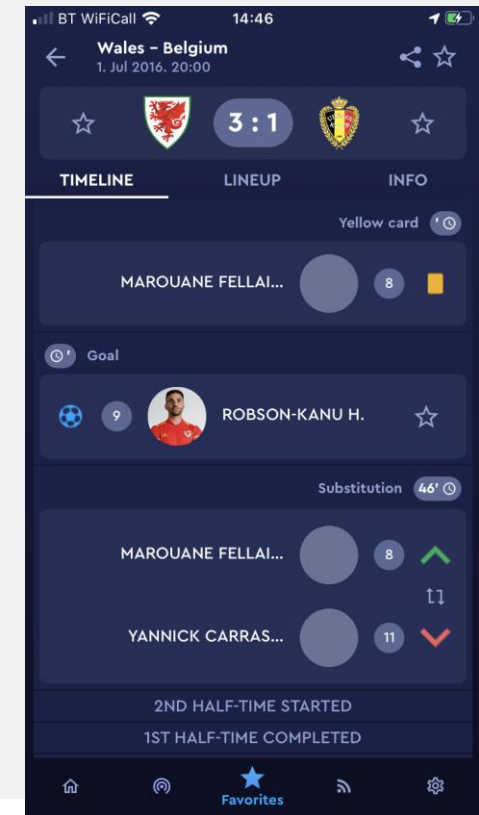 BT WiFiCall 14:46
Wales - Belgium
1. Jul 2016. 20:00
3 : 1
TIMELINE LINEUP INFO
Yellow card '
MAROUANE FELLAI... 8
' Goal
9 ROBSON-KANU H.
Substitution 46'
MAROUANE FELLAI... 8
YANNICK CARRAS... 11
2ND HALF-TIME STARTED
1ST HALF-TIME COMPLETED
Favorites